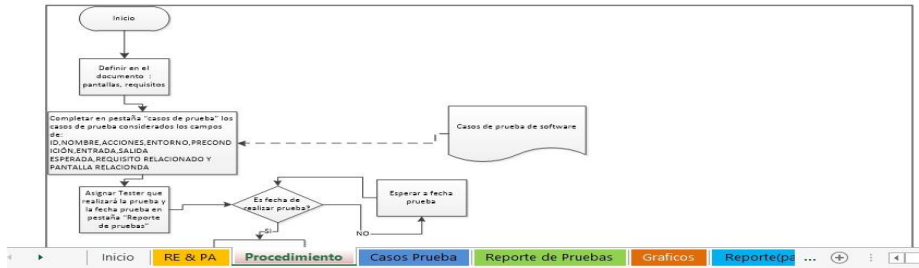 Inicio
Definir en el
documento :
pantallas, requisitos
Completar en pestaña "casos de prueba" los
casos de prueba considerados los campos
de:
ID,NOMBRE,ACCIONES,ENTORNO,PRECOND
ICIÓN,ENTRADA,SALIDA
ESPERADA,REQUISITO RELACIONADO Y
PANTALLA RELACIONDA
Casos de prueba de software
Asignar Tester que
realizará la prueba y
la fecha prueba en
pestaña "Reporte
de pruebas"
Es fecha de
realizar prueba?
Esperar a fecha
prueba
SI
NO
Inicio RE & PA Procedimiento Casos Prueba Reporte de Pruebas Graficos Reporte(pa ...